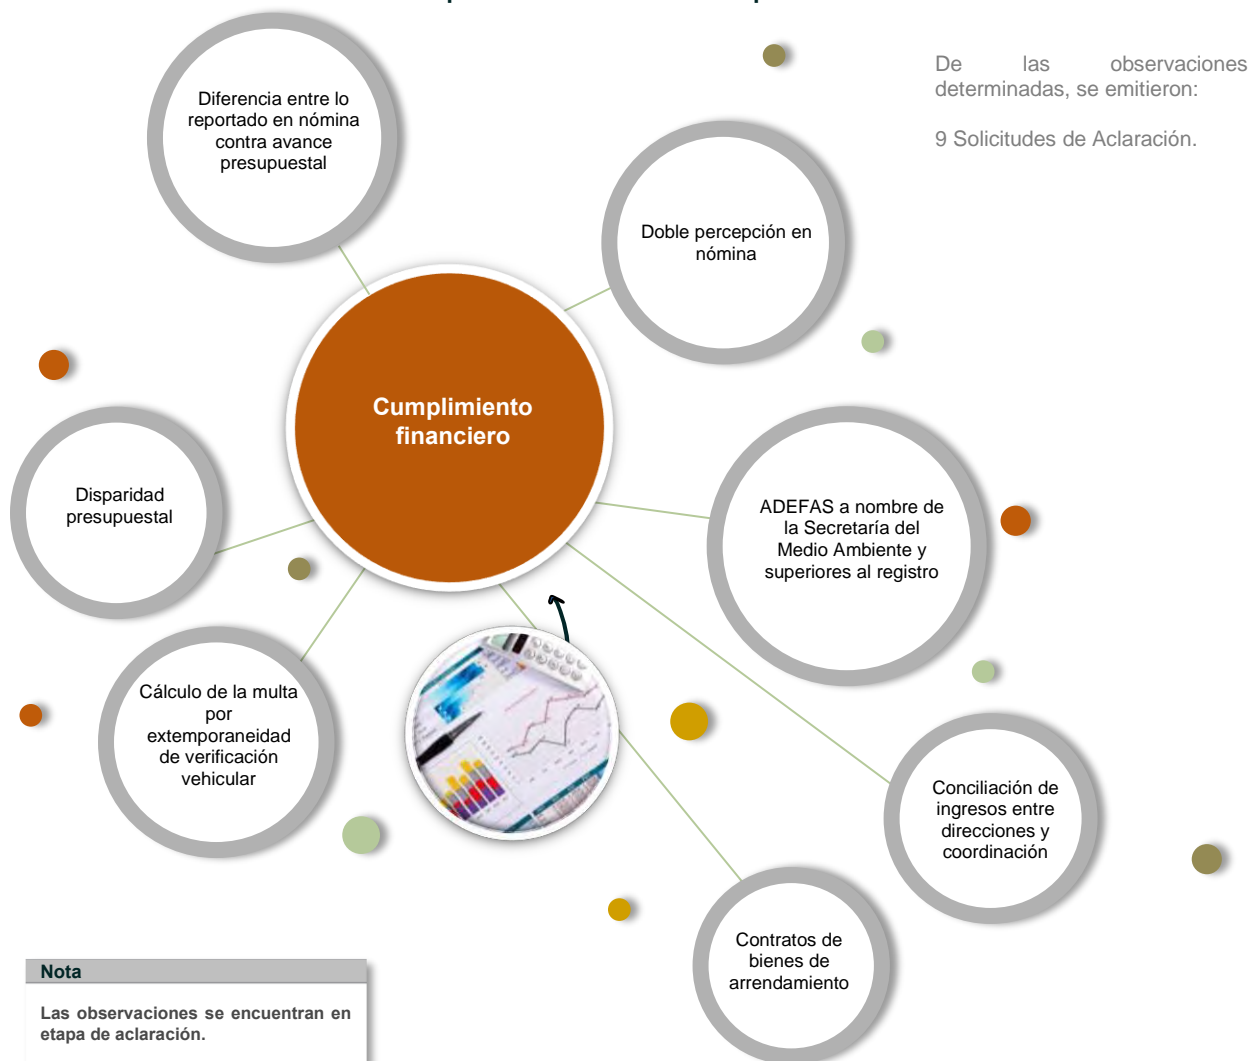 De las observaciones
determinadas, se emitieron:
9 Solicitudes de Aclaración.
Diferencia entre lo
reportado en nómina
contra avance
presupuestal
Doble percepción en
nómina
Cumplimiento
financiero
Disparidad
presupuestal
ADEFAS a nombre de
la Secretaría del
Medio Ambiente y
superiores al registro
Cálculo de la multa
por
extemporaneidad
de verificación
vehicular
Conciliación de
ingresos entre
direcciones y
coordinación
Contratos de
bienes de
arrendamiento
Nota
Las observaciones se encuentran en
etapa de aclaración.